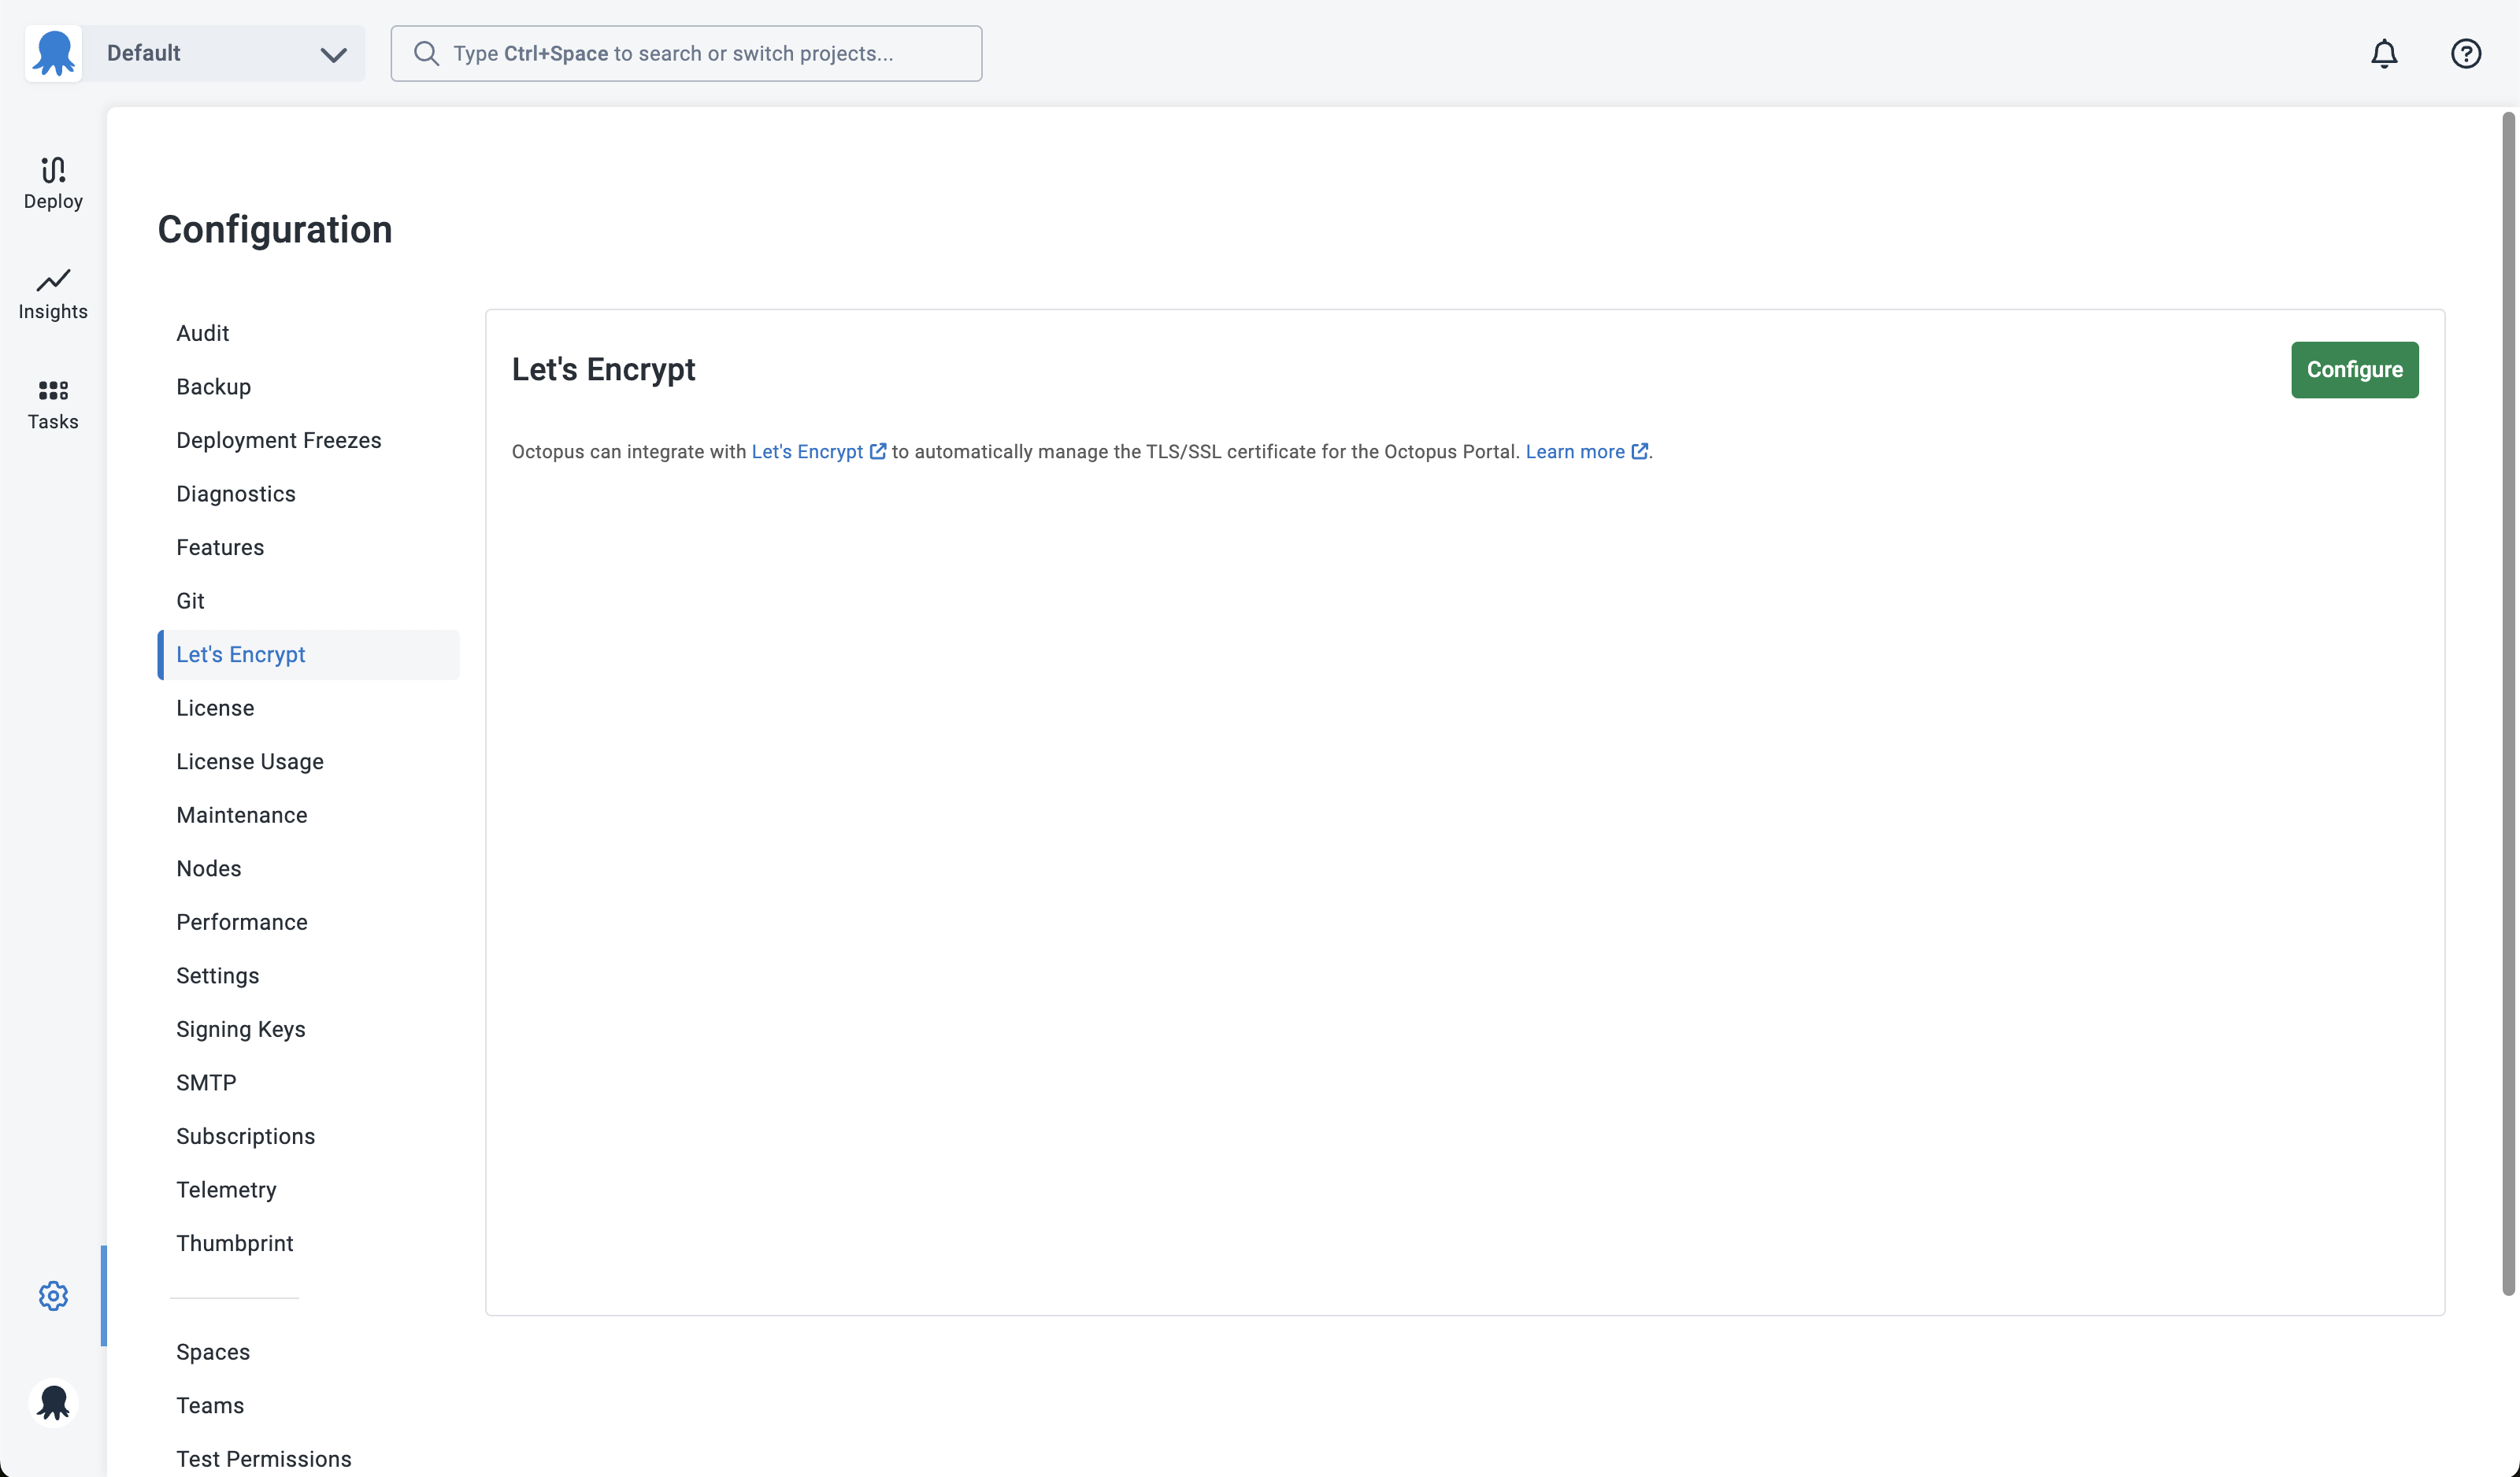 Default
Type Ctrl+Space to search or switch projects...
Deploy
Insights
Tasks
Configuration
Audit
Backup
Deployment Freezes
Diagnostics
Features
Git
Let's Encrypt
License
License Usage
Maintenance
Nodes
Performance
Settings
Signing Keys
SMTP
Subscriptions
Telemetry
Thumbprint
Spaces
Teams
Test Permissions
Let's Encrypt
Configure
Octopus can integrate with Let's Encrypt to automatically manage the TLS/SSL certificate for the Octopus Portal. Learn more.